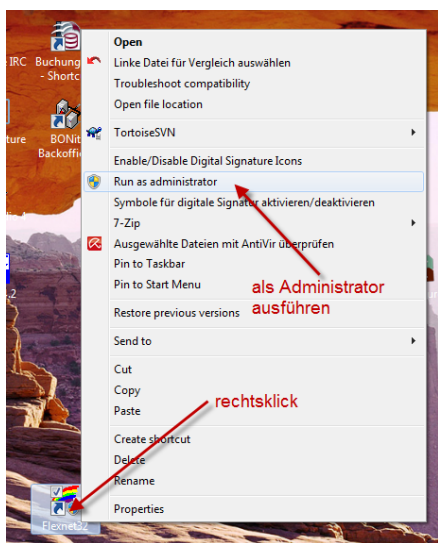 Open
IRC Buchung
Linke Datei für Vergleich auswählen
- Shortc
Troubleshoot compatibility
Open file location
ture BONit
TortoiseSVN
Backoffi
Enable/Disable Digital Signature Icons
Run as administrator
Symbole für digitale Signatur aktivieren/deaktivieren
7-Zip
Ausgewählte Dateien mit AntiVir überprüfen
Pin to Taskbar
Pin to Start Menu
als Administrator
ausführen
Restore previous versions
Send to
Cut
Copy
rechtsklick
Paste
Create shortcut
Delete
Rename
Properties
Flexnet32